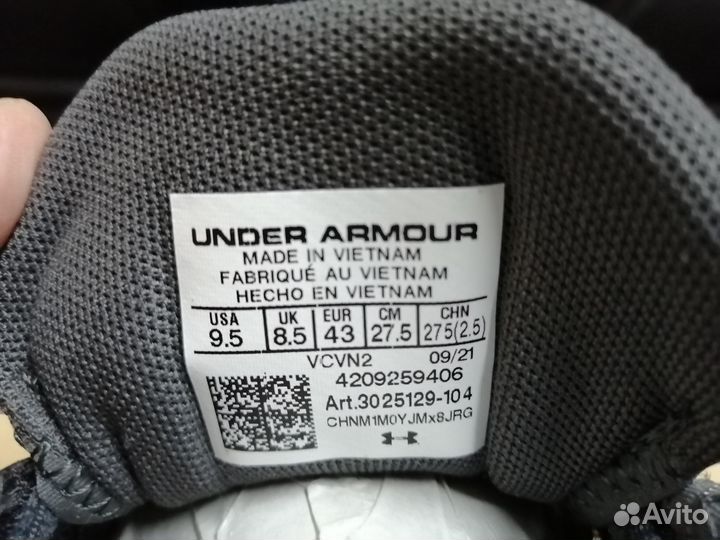 UNDER ARMOUR
MADE IN VIETNAM
FABRIQUÉ AU VIETNAM
HECHO EN VIETNAM
USA UK EUR CM CHN
9.5 8.5 43 27.5 275(2.5)
VCVN2 09/21
4209259406
Art.3025129-104
CHNM1M0YJMx8JRG
Avito